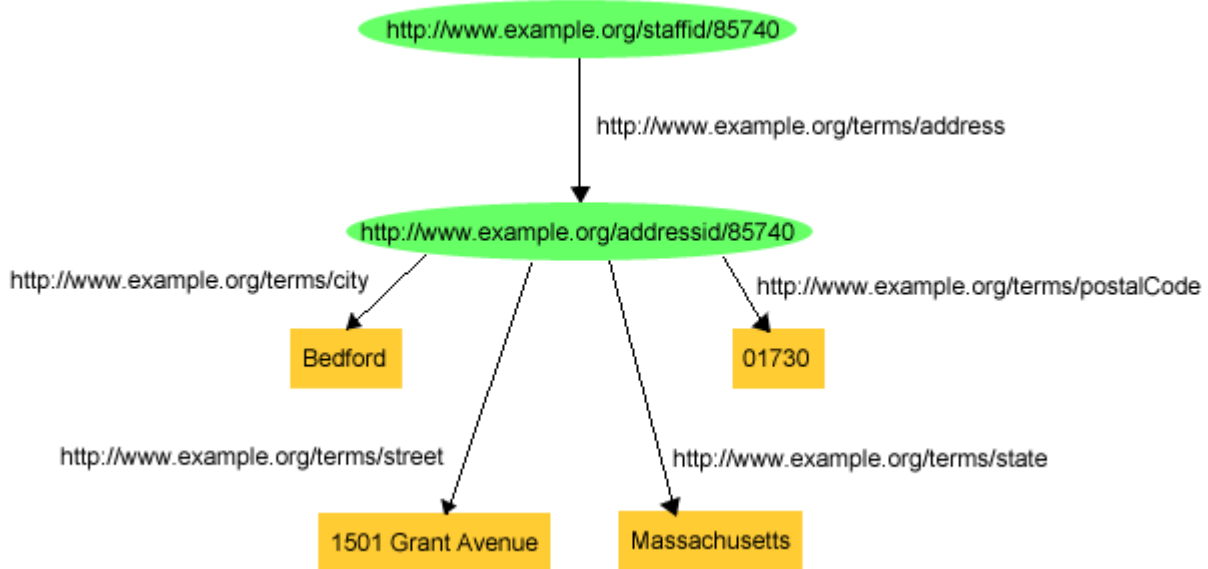 http://www.example.org/staffid/85740
http://www.example.org/terms/address
http://www.example.org/addressid/85740
http://www.example.org/terms/city
http://www.example.org/terms/postalCode
Bedford
01730
http://www.example.org/terms/street
http://www.example.org/terms/state
1501 Grant Avenue
Massachusetts